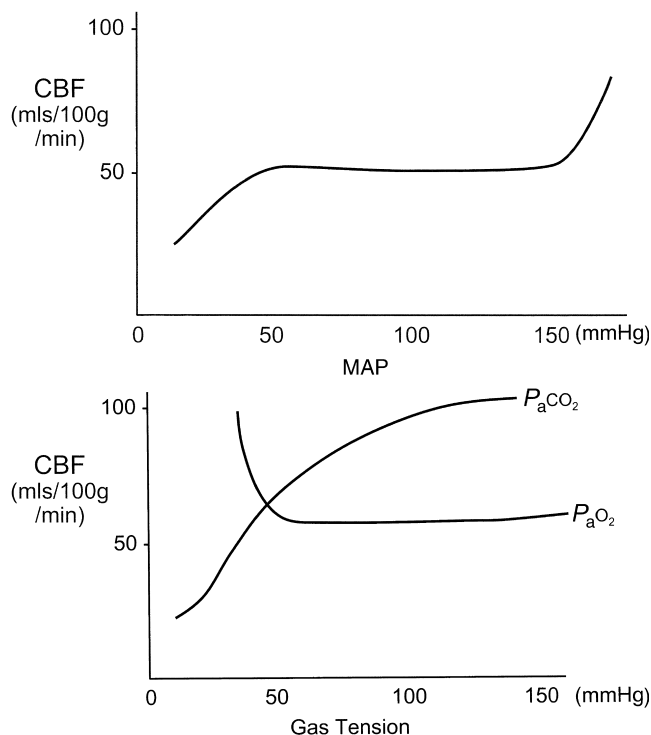 100
CBF
(mls/100g
/min)
50
0 50 100 150 (mmHg)
MAP
100
PaCO2
CBF
(mls/100g
/min)
PaO2
50
0 50 100 150 (mmHg)
Gas Tension